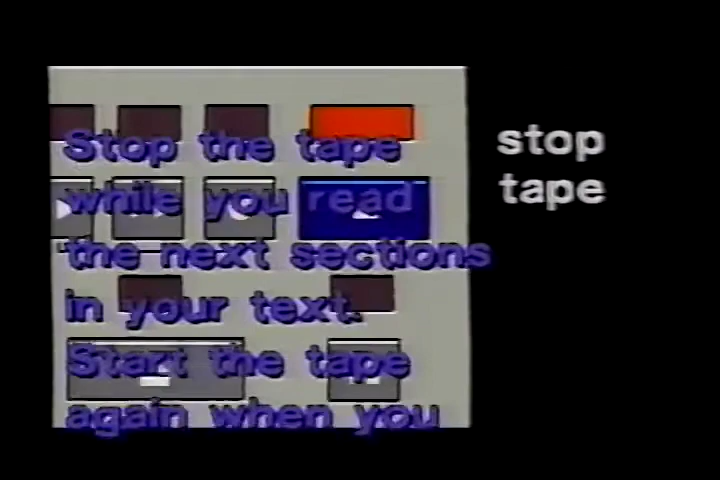 Stop the tape
while you read
the next sections
in your text.
Start the tape
again when you
stop
tape